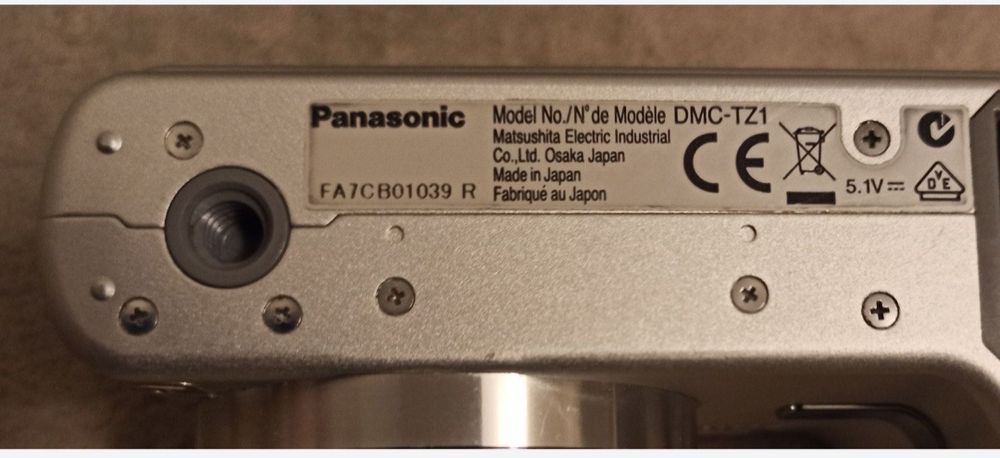 Panasonic
FA7CB01039 R
Model No./N° de Modèle DMC-TZ1
Matsushita Electric Industrial
Co.,Ltd. Osaka Japan
Made in Japan
Fabriqué au Japon
CE
5.1V⎓
DVE